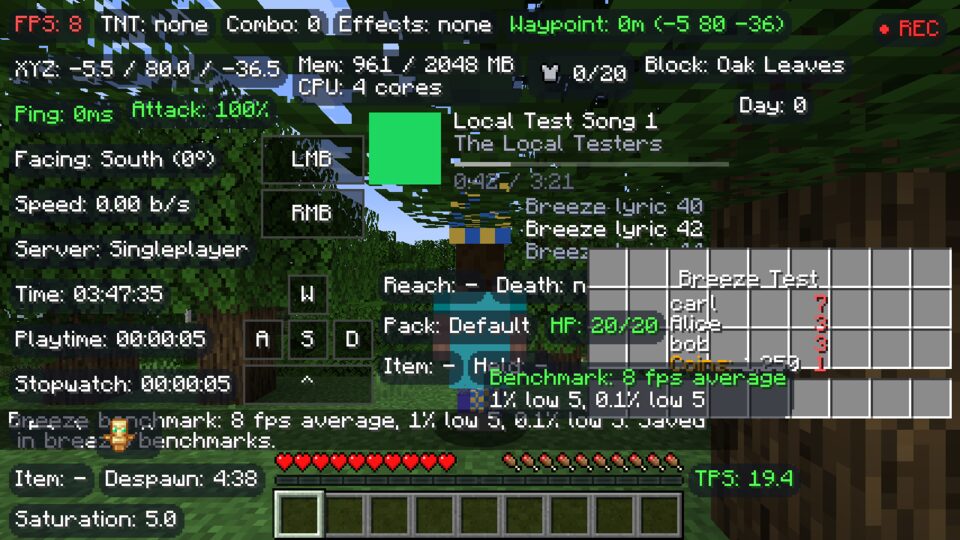 FPS: 8 TNT: none Combo: 0 Effects: none Waypoint: 0m (-5 80 -36) REC
XYZ: -5.5 / 80.0 / -36.5 Mem: 961 / 2048 MB 0/20 Block: Oak Leaves
CPU: 4 cores
Ping: 0ms Attack: 100% Day: 0
Local Test Song 1
The Local Testers
Facing: South (0°) LMB
0:42 / 3:21
Speed: 0.00 b/s RMB
Breeze lyric 40
Breeze lyric 42
Breeze lyric
Server: Singleplayer
Reach: - Death: n
Breeze Test
Time: 03:47:35 W
carl 7
Pack: Default HP: 20/20
Alice 3
Playtime: 00:00:05 A S D
bob 3
Item: - Held: -
Coins: 1,250 1
Stopwatch: 00:00:05 ^
Benchmark: 8 fps average
1% low 5, 0.1% low 5
Breeze benchmark: 8 fps average, 1% low 5, 0.1% low 5. Saved
in breeze benchmarks.
Item: - Despawn: 4:38 TPS: 19.4
Saturation: 5.0